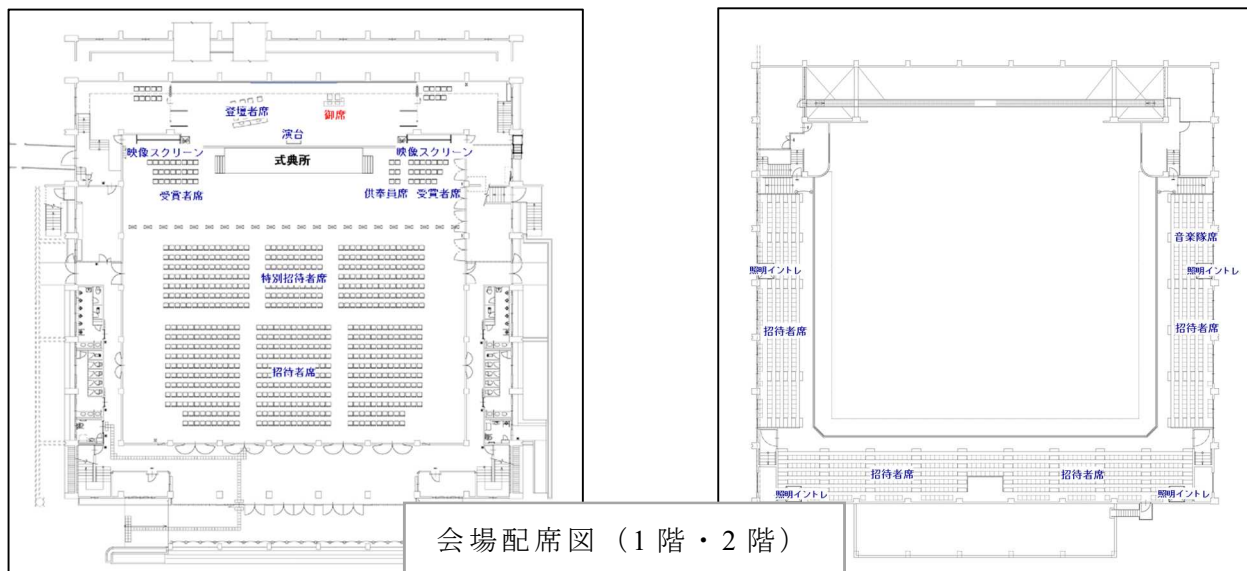 登壇者席
御席
演台
映像スクリーン
映像スクリーン
式典所
受賞者席
供奉員席
受賞者席
特別招待者席
招待者席
音楽隊席
照明イントレ
照明イントレ
招待者席
招待者席
招待者席
招待者席
照明イントレ
照明イントレ
会場配席図（1階・2階）